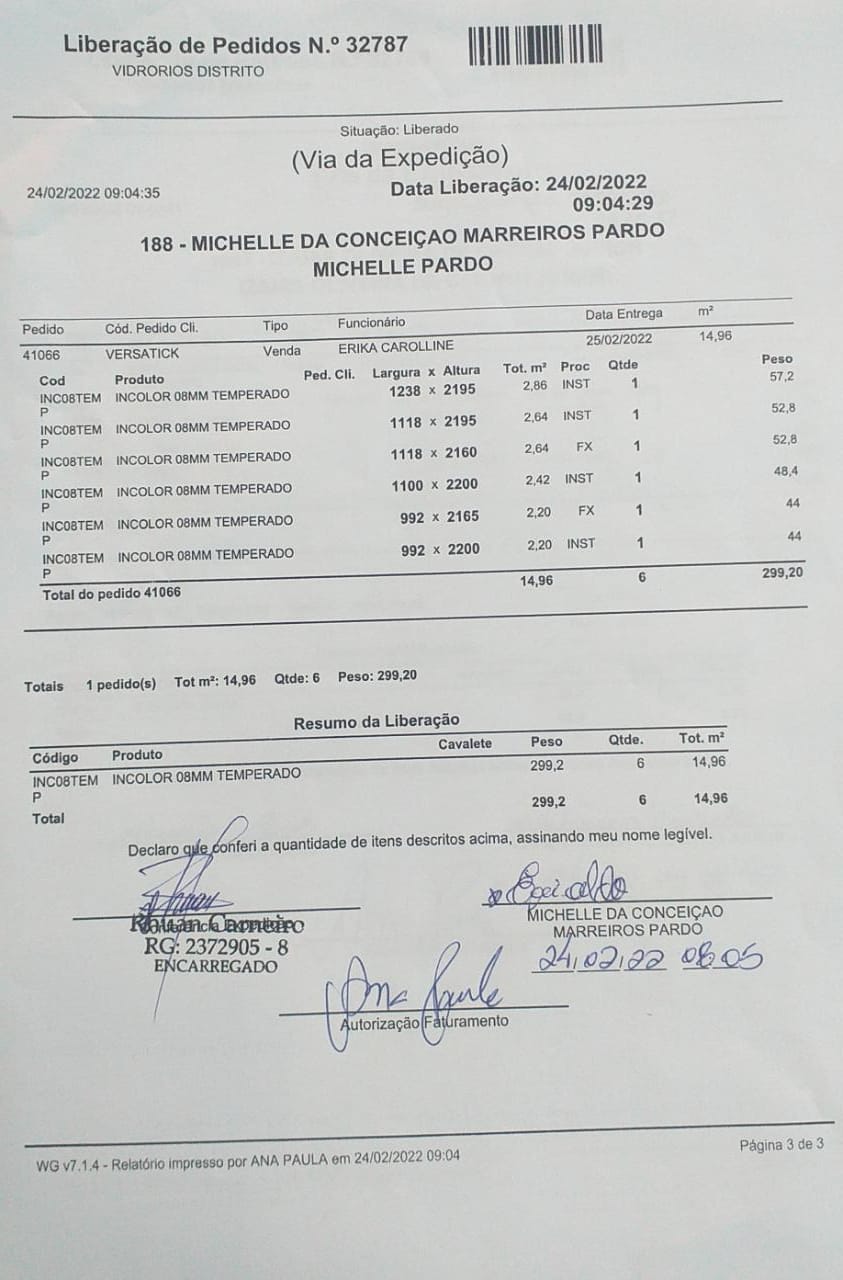 Liberação de Pedidos N.º 32787
VIDRORIOS DISTRITO
Situação: Liberado
(Via da Expedição)
24/02/2022 09:04:35
Data Liberação: 24/02/2022
09:04:29
188 - MICHELLE DA CONCEIÇAO MARREIROS PARDO
MICHELLE PARDO
Pedido Cód. Pedido Cli. Tipo Funcionário Data Entrega m²
41066 VERSATICK Venda ERIKA CAROLLINE 25/02/2022 14,96
Cod Produto Ped. Cli. Largura x Altura Tot. m² Proc Qtde Peso
INC08TEM INCOLOR 08MM TEMPERADO 1238 x 2195 2,86 INST 1 57,2
P
INC08TEM INCOLOR 08MM TEMPERADO 1118 x 2195 2,64 INST 1 52,8
P
INC08TEM INCOLOR 08MM TEMPERADO 1118 x 2160 2,64 FX 1 52,8
P
INC08TEM INCOLOR 08MM TEMPERADO 1100 x 2200 2,42 INST 1 48,4
P
INC08TEM INCOLOR 08MM TEMPERADO 992 x 2165 2,20 FX 1 44
P
INC08TEM INCOLOR 08MM TEMPERADO 992 x 2200 2,20 INST 1 44
P
Total do pedido 41066 14,96 6 299,20
Totais 1 pedido(s) Tot m²: 14,96 Qtde: 6 Peso: 299,20
Resumo da Liberação
Código Produto Cavalete Peso Qtde. Tot. m²
INC08TEM INCOLOR 08MM TEMPERADO 299,2 6 14,96
P
Total 299,2 6 14,96
Declaro que conferi a quantidade de itens descritos acima, assinando meu nome legível.
Rhuan Carneiro
RG: 2372905 - 8
ENCARREGADO
MICHELLE DA CONCEIÇAO
MARREIROS PARDO
24/02/22 08:05
Ana Paula
Autorização Faturamento
WG v7.1.4 - Relatório impresso por ANA PAULA em 24/02/2022 09:04
Página 3 de 3